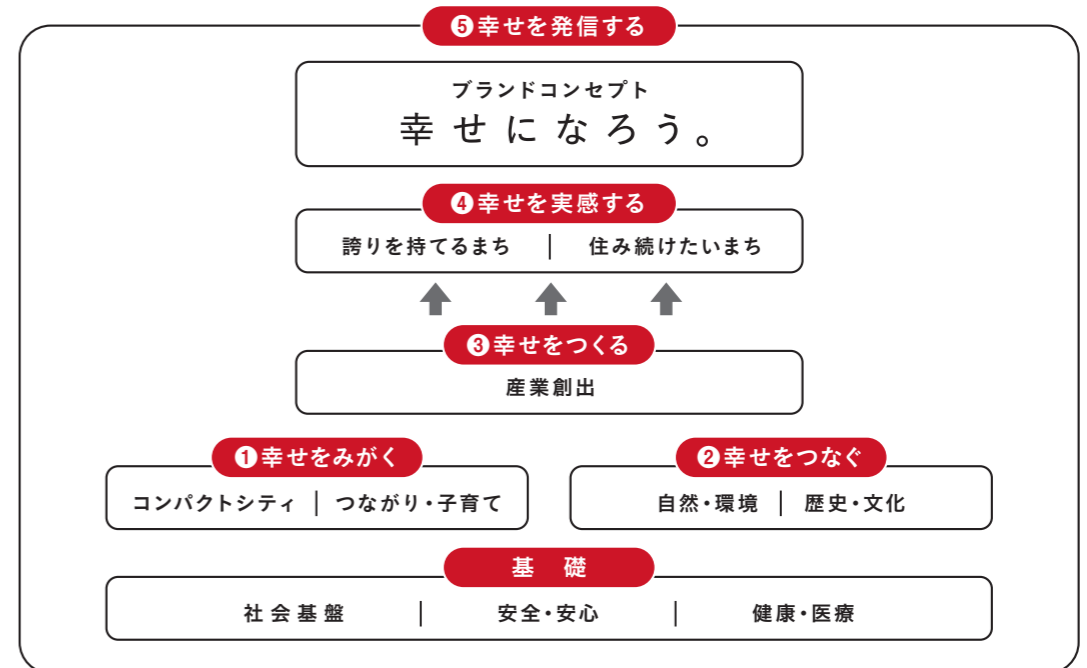 ❺幸せを発信する
ブランドコンセプト
幸せになろう。
❹幸せを実感する
誇りを持てるまち | 住み続けたいまち
❸幸せをつくる
産業創出
❶幸せをみがく
コンパクトシティ | つながり・子育て
❷幸せをつなぐ
自然・環境 | 歴史・文化
基 礎
社会基盤 | 安全・安心 | 健康・医療